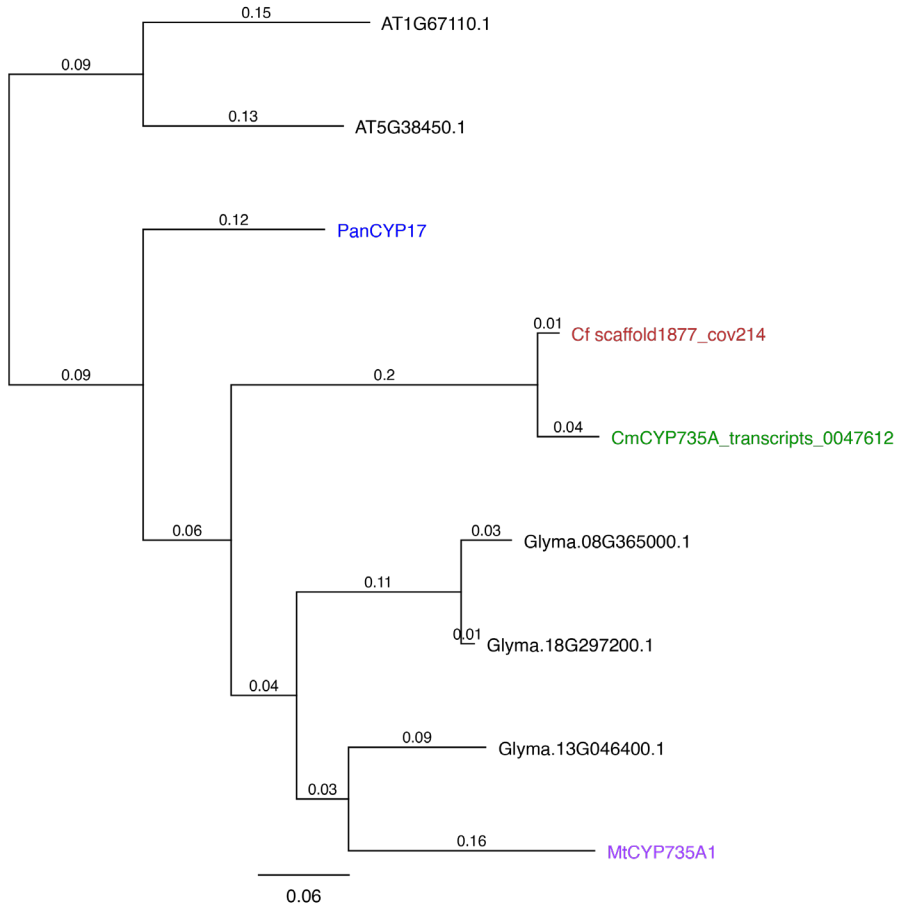 0.15
AT1G67110.1
0.09
0.13
AT5G38450.1
0.12
PanCYP17
0.01
Cf scaffold1877_cov214
0.09
0.2
0.04
CmCYP735A_transcripts_0047612
0.06
0.03
Glyma.08G365000.1
0.11
0.01
Glyma.18G297200.1
0.04
0.09
Glyma.13G046400.1
0.03
0.16
MtCYP735A1
0.06